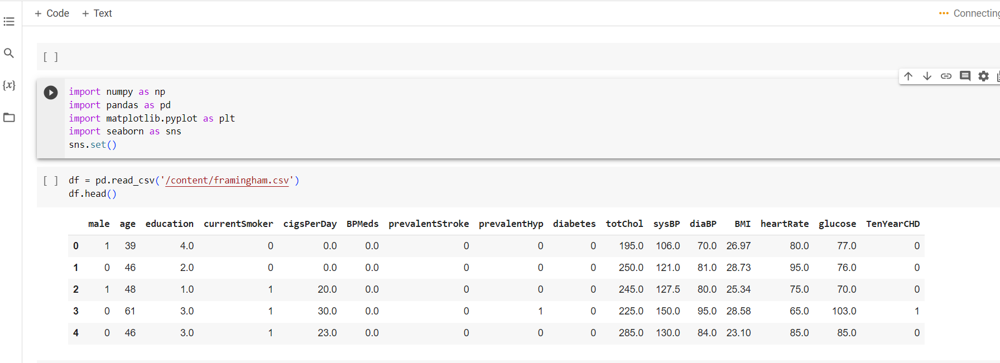 + Code + Text ... Connecting
[ ]
{x}
import numpy as np
import pandas as pd
import matplotlib.pyplot as plt
import seaborn as sns
sns.set()
[ ] df = pd.read_csv('/content/framingham.csv')
df.head()
male age education currentSmoker cigsPerDay BPMeds prevalentStroke prevalentHyp diabetes totChol sysBP diaBP BMI heartRate glucose TenYearCHD
0 1 39 4.0 0 0.0 0.0 0 0 0 195.0 106.0 70.0 26.97 80.0 77.0 0
1 0 46 2.0 0 0.0 0.0 0 0 0 250.0 121.0 81.0 28.73 95.0 76.0 0
2 1 48 1.0 1 20.0 0.0 0 0 0 245.0 127.5 80.0 25.34 75.0 70.0 0
3 0 61 3.0 1 30.0 0.0 0 1 0 225.0 150.0 95.0 28.58 65.0 103.0 1
4 0 46 3.0 1 23.0 0.0 0 0 0 285.0 130.0 84.0 23.10 85.0 85.0 0